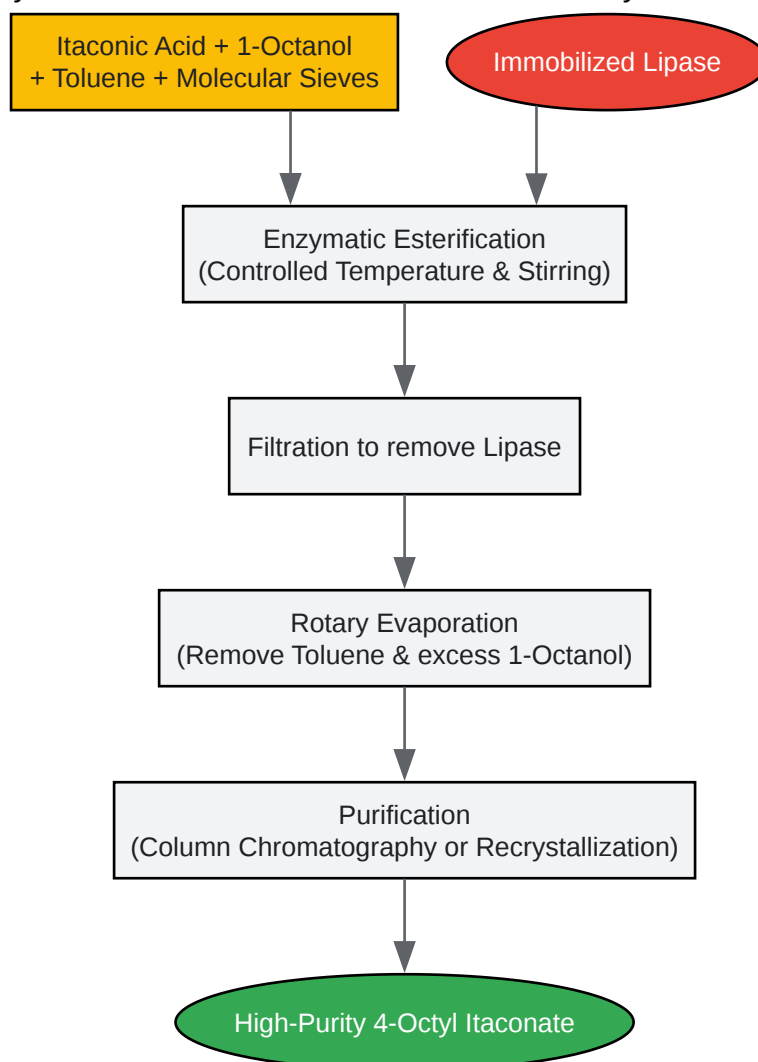 Itaconic Acid + 1-Octanol
+ Toluene + Molecular Sieves
Immobilized Lipase
Enzymatic Esterification
(Controlled Temperature & Stirring)
Filtration to remove Lipase
Rotary Evaporation
(Remove Toluene & excess 1-Octanol)
Purification
(Column Chromatography or Recrystallization)
High-Purity 4-Octyl Itaconate